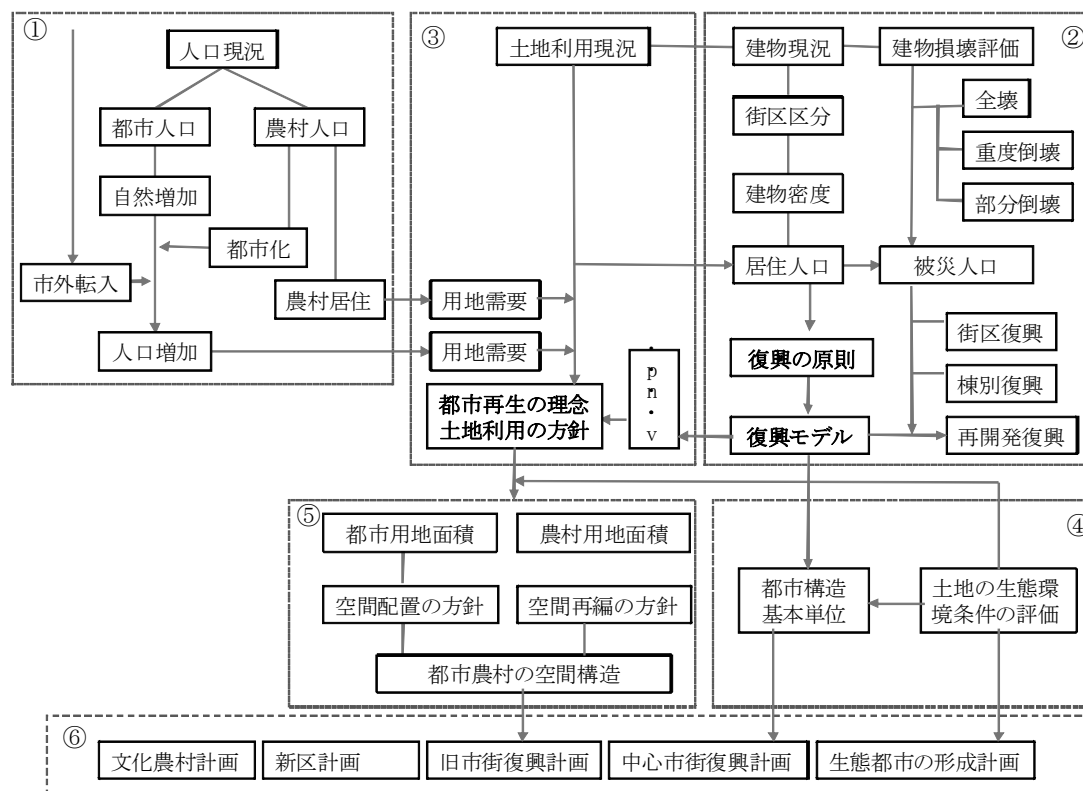 ①
人口現況
都市人口
農村人口
自然増加
都市化
市外転入
農村居住
人口増加
③
土地利用現況
用地需要
用地需要
都市再生の理念
土地利用の方針
②
建物現況
建物損壊評価
全壊
街区区分
重度倒壊
建物密度
部分倒壊
居住人口
被災人口
街区復興
復興の原則
棟別復興
復興モデル
再開発復興
⑤
都市用地面積
農村用地面積
空間配置の方針
空間再編の方針
都市農村の空間構造
④
都市構造
基本単位
土地の生態環
境条件の評価
⑥
文化農村計画
新区計画
旧市街復興計画
中心市街復興計画
生態都市の形成計画